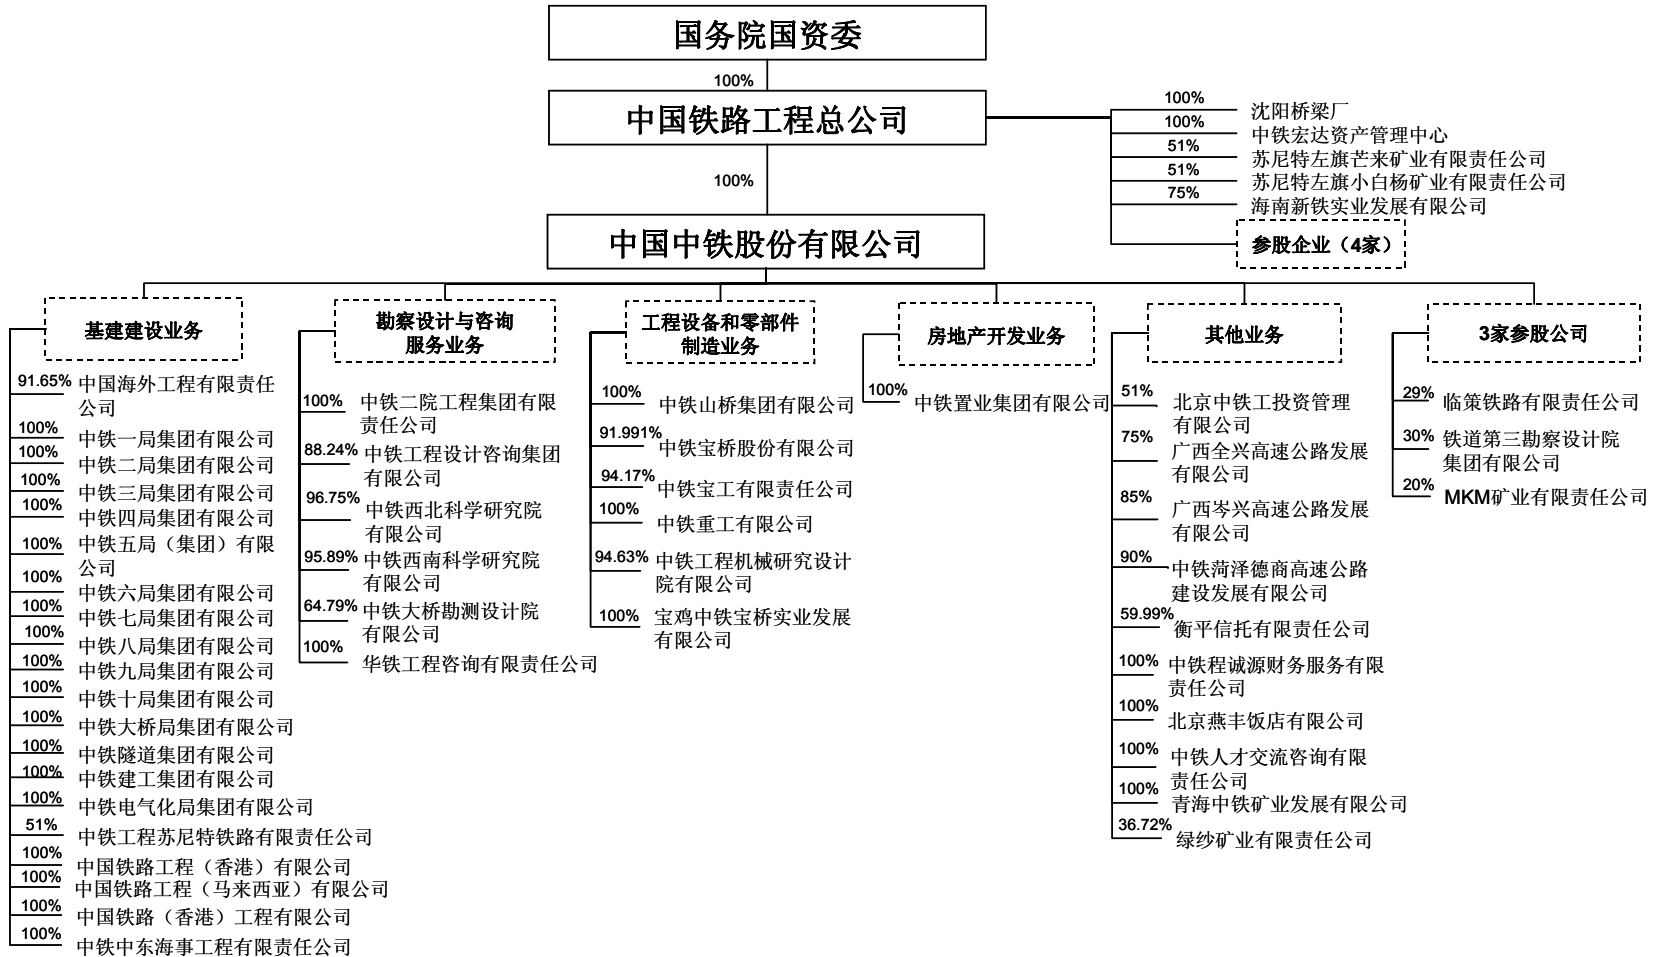 国务院国资委
100%
中国铁路工程总公司
100%
沈阳桥梁厂
100%
中铁宏达资产管理中心
51%
苏尼特左旗芒来矿业有限责任公司
51%
苏尼特左旗小白杨矿业有限责任公司
75%
海南新铁实业发展有限公司
参股企业（4家）
100%
中国中铁股份有限公司
基建建设业务
91.65%
中国海外工程有限责任
公司
100%
中铁一局集团有限公司
100%
中铁二局集团有限公司
100%
中铁三局集团有限公司
100%
中铁四局集团有限公司
100%
中铁五局（集团）有限
公司
100%
中铁六局集团有限公司
100%
中铁七局集团有限公司
100%
中铁八局集团有限公司
100%
中铁九局集团有限公司
100%
中铁十局集团有限公司
100%
中铁大桥局集团有限公司
100%
中铁隧道集团有限公司
100%
中铁建工集团有限公司
100%
中铁电气化局集团有限公司
51%
中铁工程苏尼特铁路有限责任公司
100%
中国铁路工程（香港）有限公司
100%
中国铁路工程（马来西亚）有限公司
100%
中国铁路（香港）工程有限公司
100%
中铁中东海事工程有限责任公司
勘察设计与咨询
服务业务
100%
中铁二院工程集团有限
责任公司
88.24%
中铁工程设计咨询集团
有限公司
96.75%
中铁西北科学研究院
有限公司
95.89%
中铁西南科学研究院
有限公司
64.79%
中铁大桥勘测设计院
有限公司
100%
华铁工程咨询有限责任公司
工程设备和零部件
制造业务
100%
中铁山桥集团有限公司
91.991%
中铁宝桥股份有限公司
94.17%
中铁宝工有限责任公司
100%
中铁重工有限公司
94.63%
中铁工程机械研究设计
院有限公司
100%
宝鸡中铁宝桥实业发展
有限公司
房地产开发业务
100%
中铁置业集团有限公司
其他业务
51%
北京中铁工投资管理
有限公司
75%
广西全兴高速公路发展
有限公司
85%
广西岑兴高速公路发展
有限公司
90%
中铁菏泽德商高速公路
建设发展有限公司
59.99%
衡平信托有限责任公司
100%
中铁程诚源财务服务有限
责任公司
100%
北京燕丰饭店有限公司
100%
中铁人才交流咨询有限
责任公司
100%
青海中铁矿业发展有限公司
36.72%
绿纱矿业有限责任公司
3家参股公司
29%
临策铁路有限责任公司
30%
铁道第三勘察设计院
集团有限公司
20%
MKM矿业有限责任公司